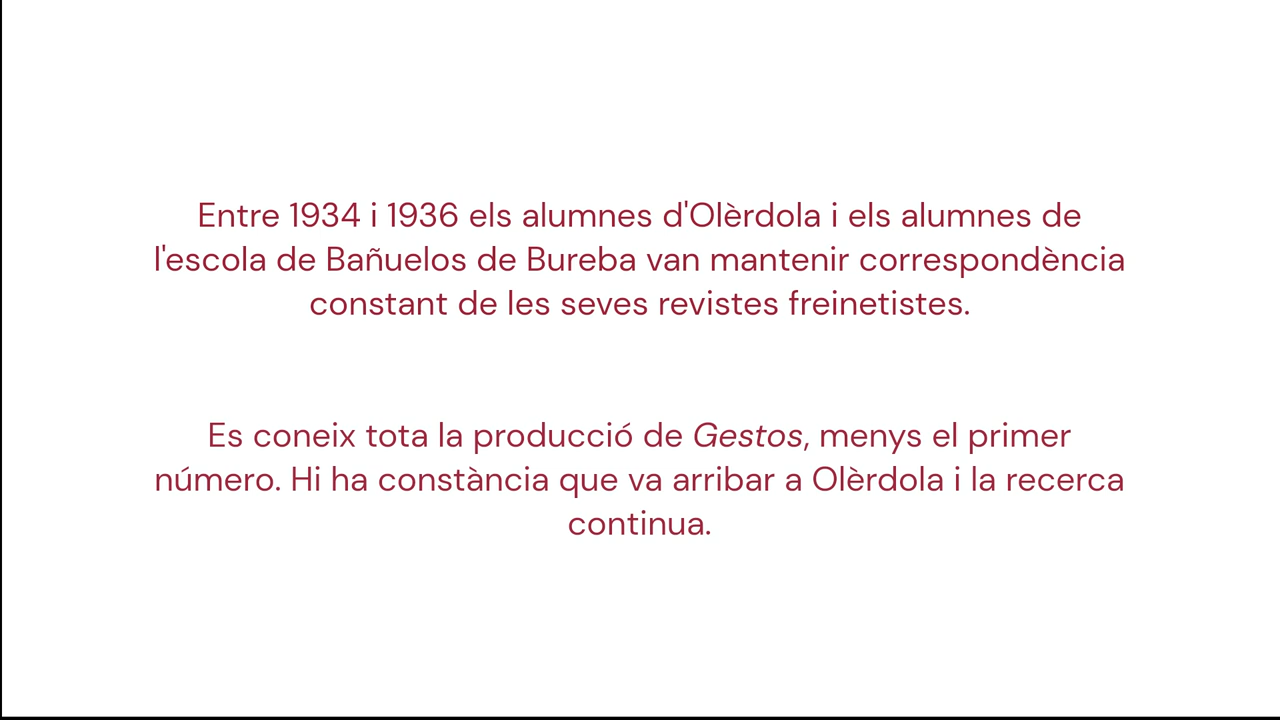 Entre 1934 i 1936 els alumnes d'Olèrdola i els alumnes de
l'escola de Bañuelos de Bureba van mantenir correspondència
constant de les seves revistes freinetistes.
Es coneix tota la producció de Gestos, menys el primer
número. Hi ha constància que va arribar a Olèrdola i la recerca
continua.